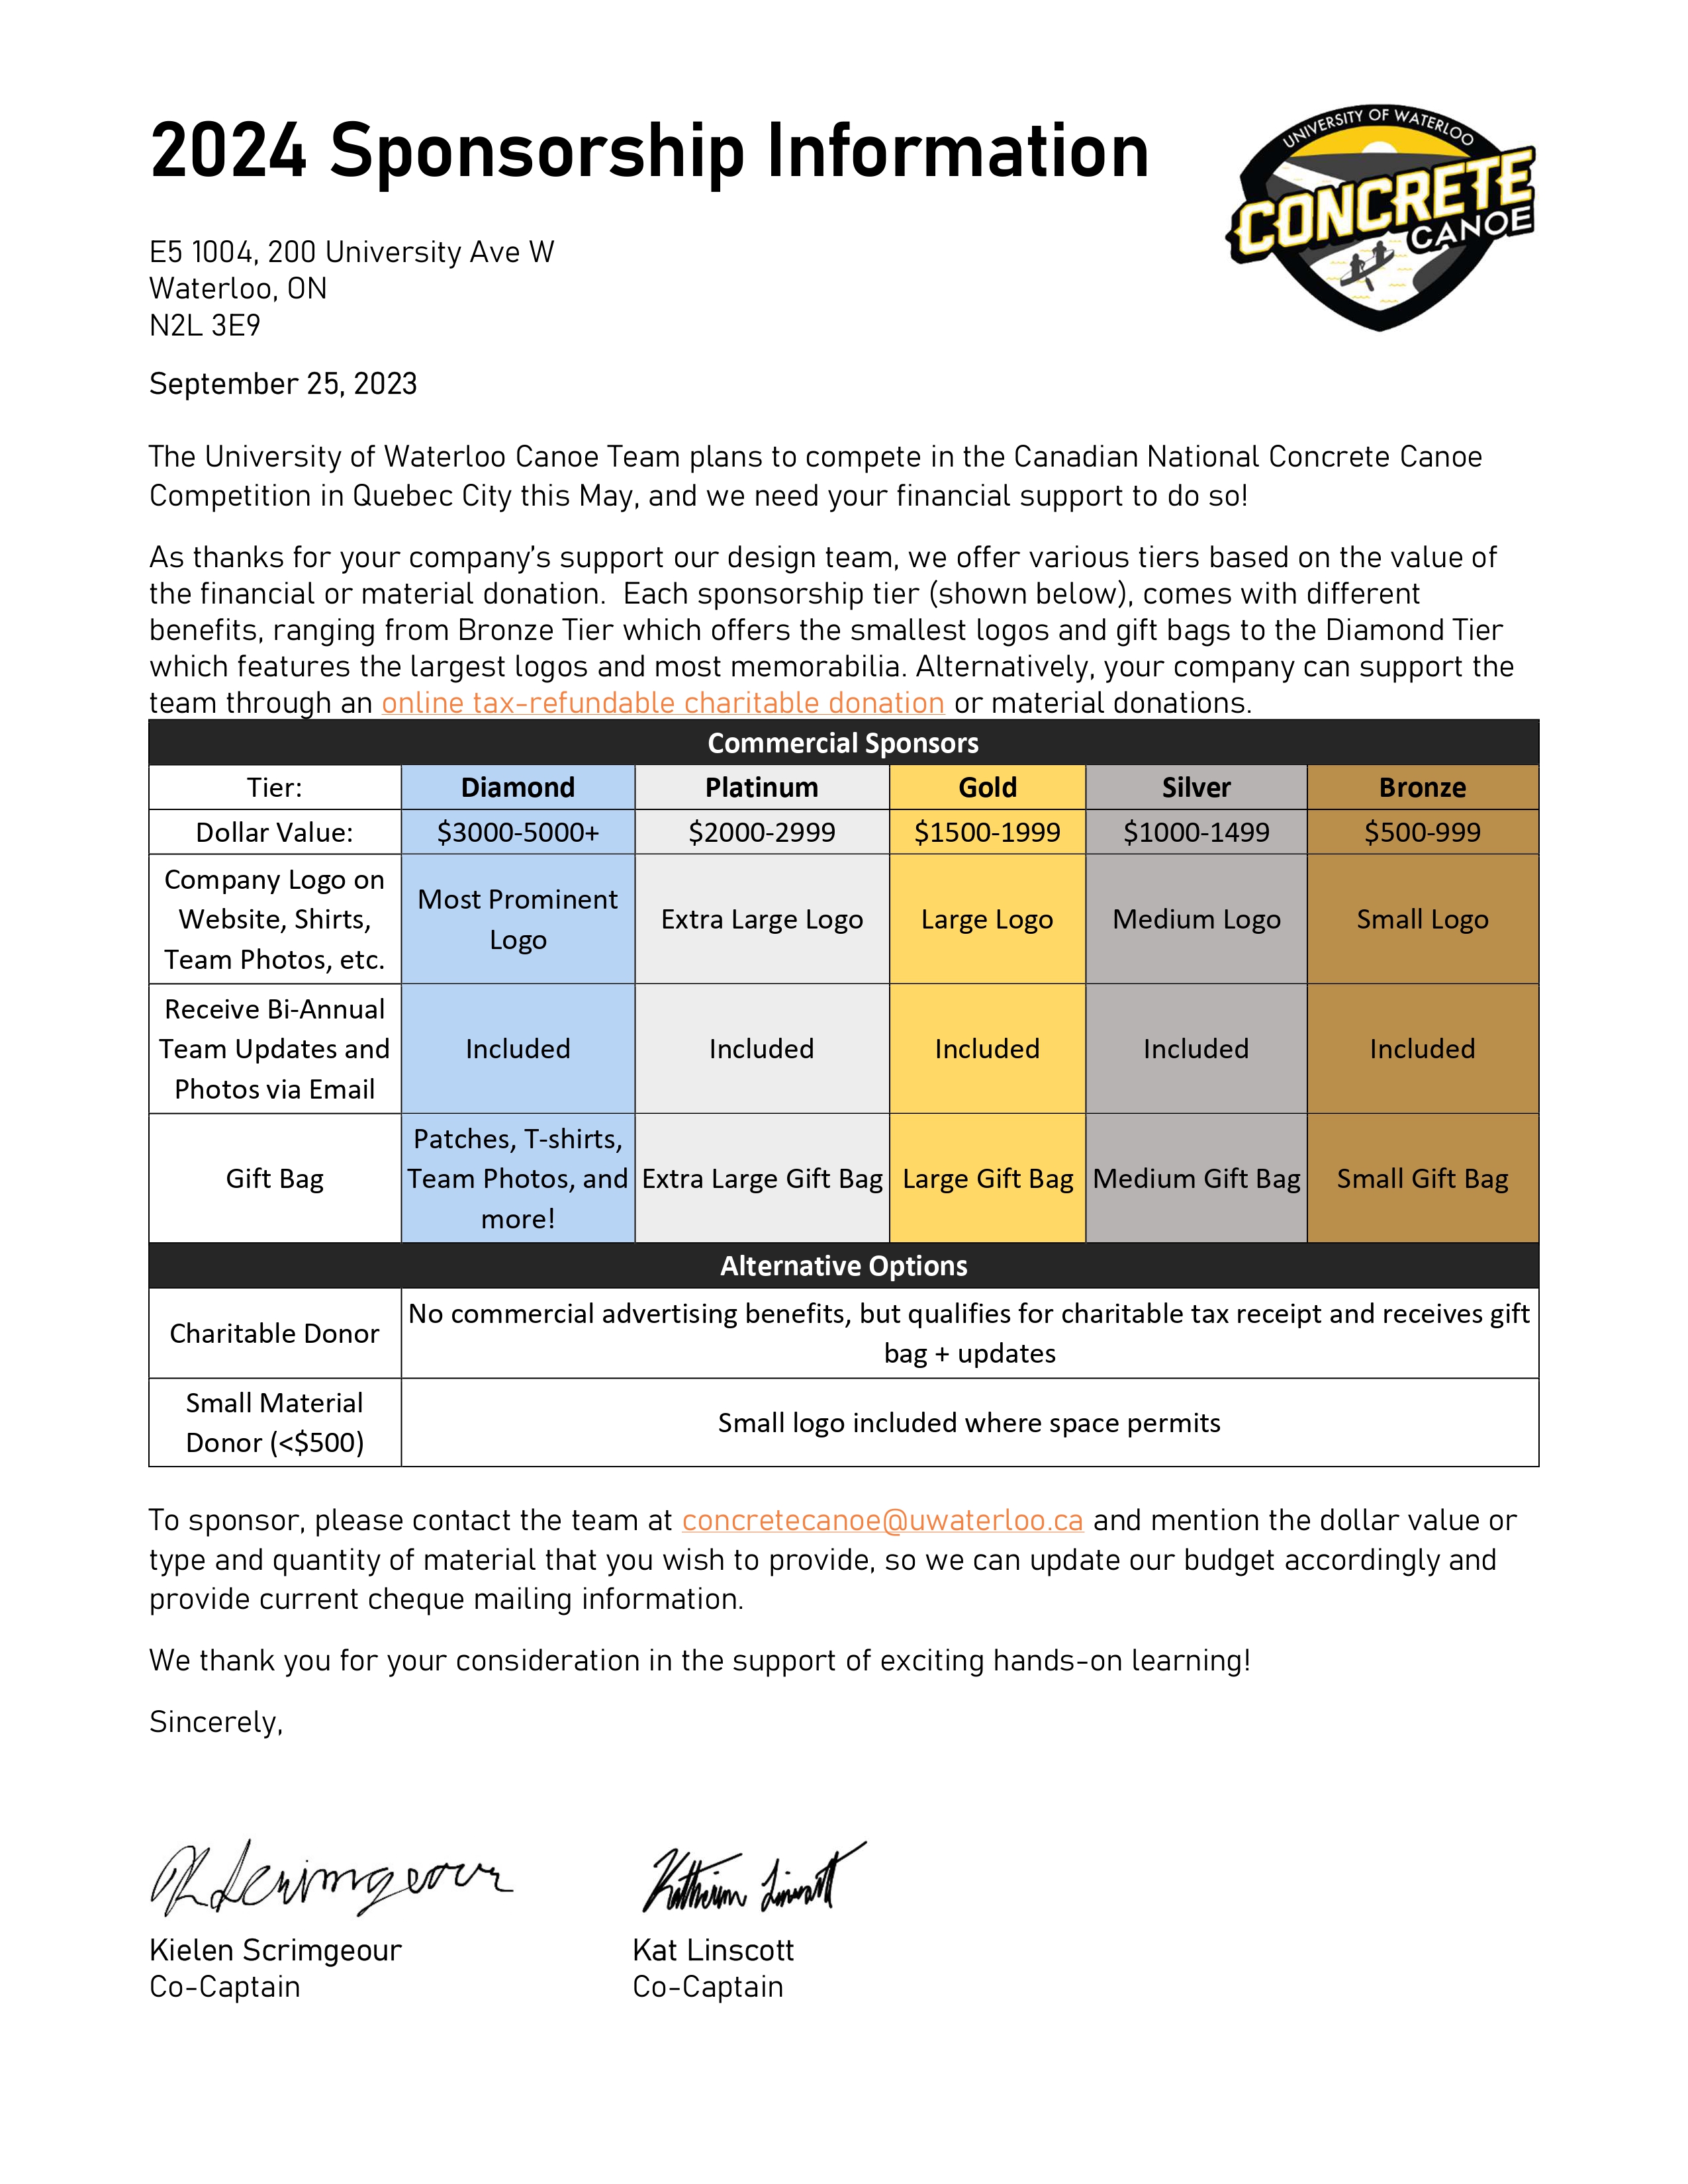 2024 Sponsorship Information
UNIVERSITY OF WATERLOO
CONCRETE
CANOE
E5 1004, 200 University Ave W
Waterloo, ON
N2L 3E9
September 25, 2023
The University of Waterloo Canoe Team plans to compete in the Canadian National Concrete Canoe
Competition in Quebec City this May, and we need your financial support to do so!
As thanks for your company’s support our design team, we offer various tiers based on the value of
the financial or material donation.  Each sponsorship tier (shown below), comes with different
benefits, ranging from Bronze Tier which offers the smallest logos and gift bags to the Diamond Tier
which features the largest logos and most memorabilia. Alternatively, your company can support the
team through an online tax-refundable charitable donation or material donations.
Commercial Sponsors
Tier: Diamond Platinum Gold Silver Bronze
Dollar Value: $3000-5000+ $2000-2999 $1500-1999 $1000-1499 $500-999
Company Logo on
Website, Shirts,
Team Photos, etc.
Most Prominent
Logo
Extra Large Logo
Large Logo
Medium Logo
Small Logo
Receive Bi-Annual
Team Updates and
Photos via Email
Included
Included
Included
Included
Included
Gift Bag
Patches, T-shirts,
Team Photos, and
more!
Extra Large Gift Bag
Large Gift Bag
Medium Gift Bag
Small Gift Bag
Alternative Options
Charitable Donor
No commercial advertising benefits, but qualifies for charitable tax receipt and receives gift
bag + updates
Small Material
Donor (<$500)
Small logo included where space permits
To sponsor, please contact the team at concretecanoe@uwaterloo.ca and mention the dollar value or
type and quantity of material that you wish to provide, so we can update our budget accordingly and
provide current cheque mailing information.
We thank you for your consideration in the support of exciting hands-on learning!
Sincerely,
Kielen Scrimgeour
Co-Captain
Kat Linscott
Co-Captain